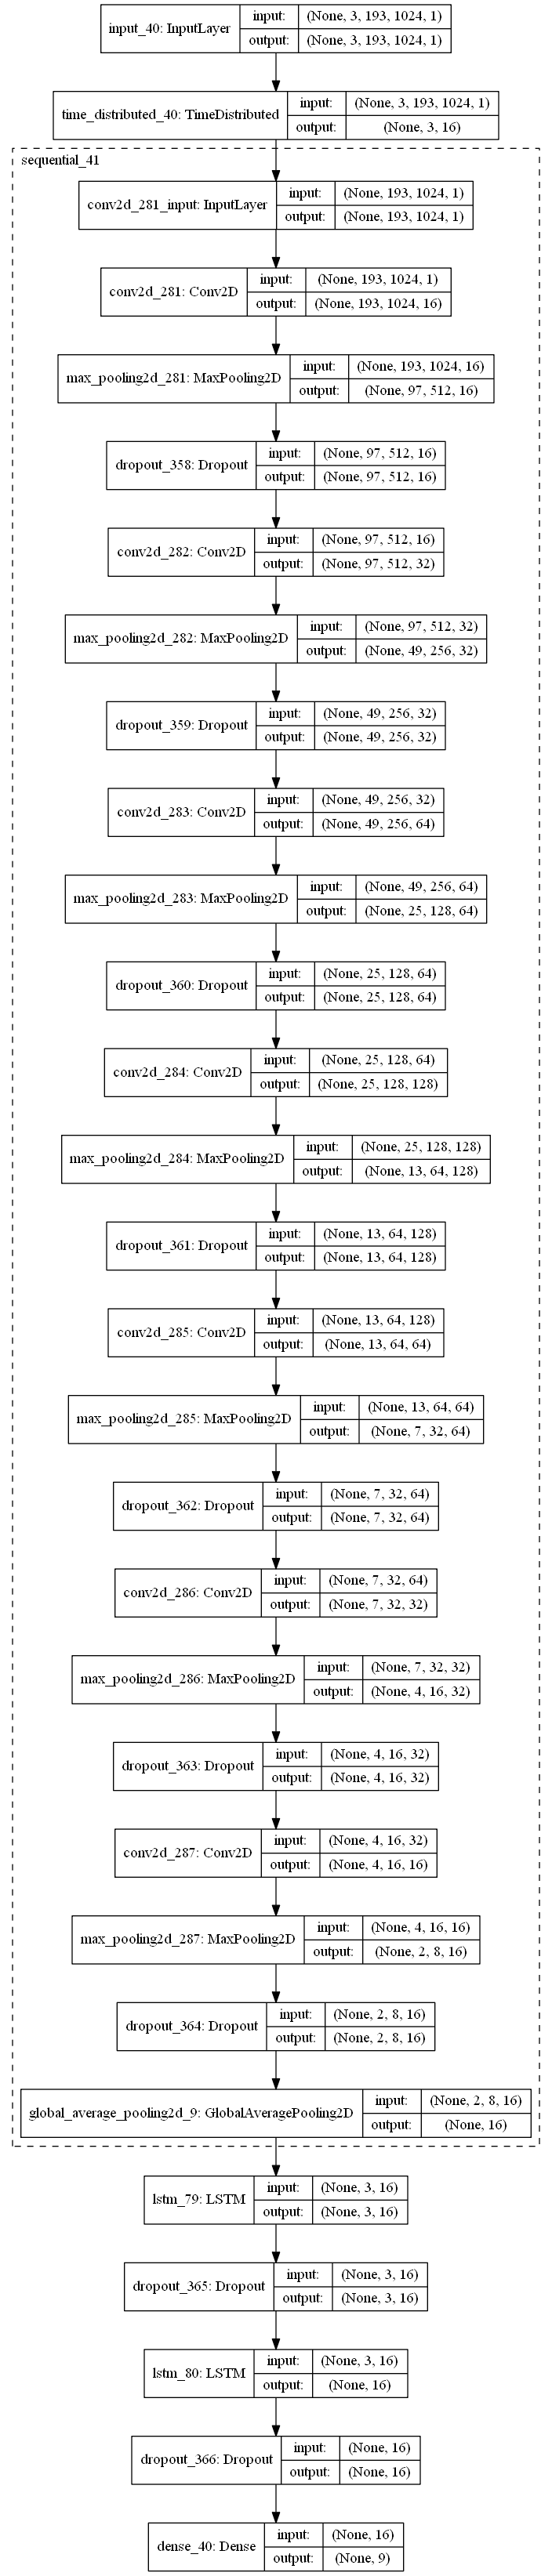 input_40: InputLayer
input: (None, 3, 193, 1024, 1)
output: (None, 3, 193, 1024, 1)
time_distributed_40: TimeDistributed
input: (None, 3, 193, 1024, 1)
output: (None, 3, 16)
sequential_41
conv2d_281_input: InputLayer
input: (None, 193, 1024, 1)
output: (None, 193, 1024, 1)
conv2d_281: Conv2D
input: (None, 193, 1024, 1)
output: (None, 193, 1024, 16)
max_pooling2d_281: MaxPooling2D
input: (None, 193, 1024, 16)
output: (None, 97, 512, 16)
dropout_358: Dropout
input: (None, 97, 512, 16)
output: (None, 97, 512, 16)
conv2d_282: Conv2D
input: (None, 97, 512, 16)
output: (None, 97, 512, 32)
max_pooling2d_282: MaxPooling2D
input: (None, 97, 512, 32)
output: (None, 49, 256, 32)
dropout_359: Dropout
input: (None, 49, 256, 32)
output: (None, 49, 256, 32)
conv2d_283: Conv2D
input: (None, 49, 256, 32)
output: (None, 49, 256, 64)
max_pooling2d_283: MaxPooling2D
input: (None, 49, 256, 64)
output: (None, 25, 128, 64)
dropout_360: Dropout
input: (None, 25, 128, 64)
output: (None, 25, 128, 64)
conv2d_284: Conv2D
input: (None, 25, 128, 64)
output: (None, 25, 128, 128)
max_pooling2d_284: MaxPooling2D
input: (None, 25, 128, 128)
output: (None, 13, 64, 128)
dropout_361: Dropout
input: (None, 13, 64, 128)
output: (None, 13, 64, 128)
conv2d_285: Conv2D
input: (None, 13, 64, 128)
output: (None, 13, 64, 64)
max_pooling2d_285: MaxPooling2D
input: (None, 13, 64, 64)
output: (None, 7, 32, 64)
dropout_362: Dropout
input: (None, 7, 32, 64)
output: (None, 7, 32, 64)
conv2d_286: Conv2D
input: (None, 7, 32, 64)
output: (None, 7, 32, 32)
max_pooling2d_286: MaxPooling2D
input: (None, 7, 32, 32)
output: (None, 4, 16, 32)
dropout_363: Dropout
input: (None, 4, 16, 32)
output: (None, 4, 16, 32)
conv2d_287: Conv2D
input: (None, 4, 16, 32)
output: (None, 4, 16, 16)
max_pooling2d_287: MaxPooling2D
input: (None, 4, 16, 16)
output: (None, 2, 8, 16)
dropout_364: Dropout
input: (None, 2, 8, 16)
output: (None, 2, 8, 16)
global_average_pooling2d_9: GlobalAveragePooling2D
input: (None, 2, 8, 16)
output: (None, 16)
lstm_79: LSTM
input: (None, 3, 16)
output: (None, 3, 16)
dropout_365: Dropout
input: (None, 3, 16)
output: (None, 3, 16)
lstm_80: LSTM
input: (None, 3, 16)
output: (None, 16)
dropout_366: Dropout
input: (None, 16)
output: (None, 16)
dense_40: Dense
input: (None, 16)
output: (None, 9)